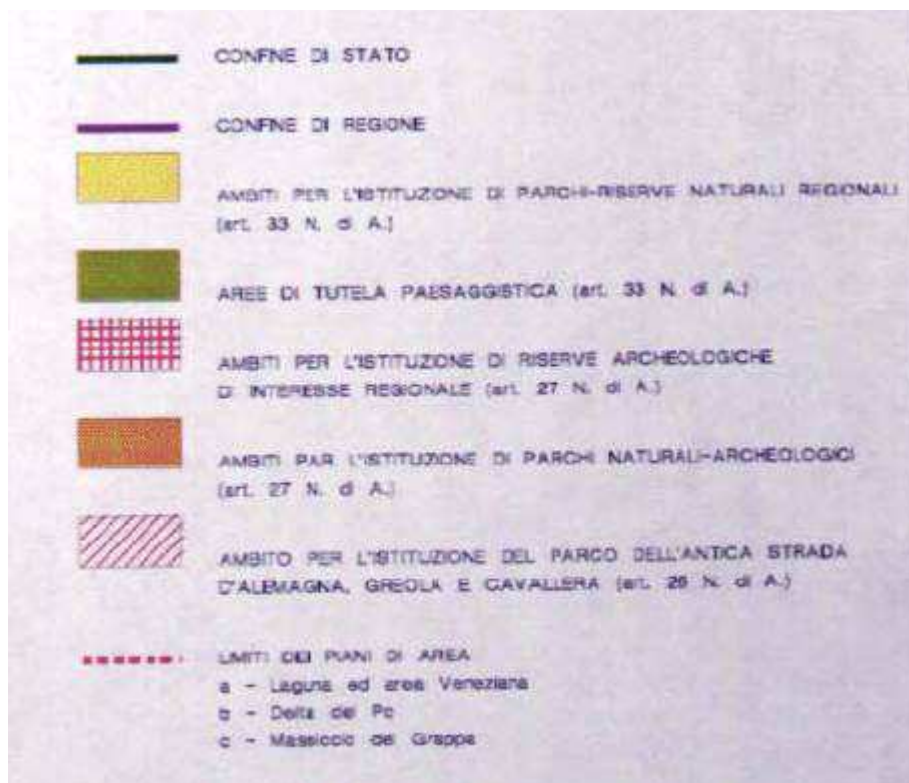 CONFINE DI STATO
CONFINE DI REGIONE
AMBITI PER L'ISTITUZIONE DI PARCHI-RISERVE NATURALI REGIONALI
(art. 33 N. di A.)
AREE DI TUTELA PAESAGGISTICA (art. 33 N. di A.)
AMBITI PER L'ISTITUZIONE DI RISERVE ARCHEOLOGICHE
DI INTERESSE REGIONALE (art. 27 N. di A.)
AMBITI PAR L'ISTITUZIONE DI PARCHI NATURALI-ARCHEOLOGICI
(art. 27 N. di A.)
AMBITO PER L'ISTITUZIONE DEL PARCO DELL'ANTICA STRADA
D'ALEMAGNA, GREOLA E CAVALLERA (art. 26 N. di A.)
LIMITI DEI PIANI DI AREA
a - Laguna ed area Veneziana
b - Delta del Po
c - Massiccio del Grappa